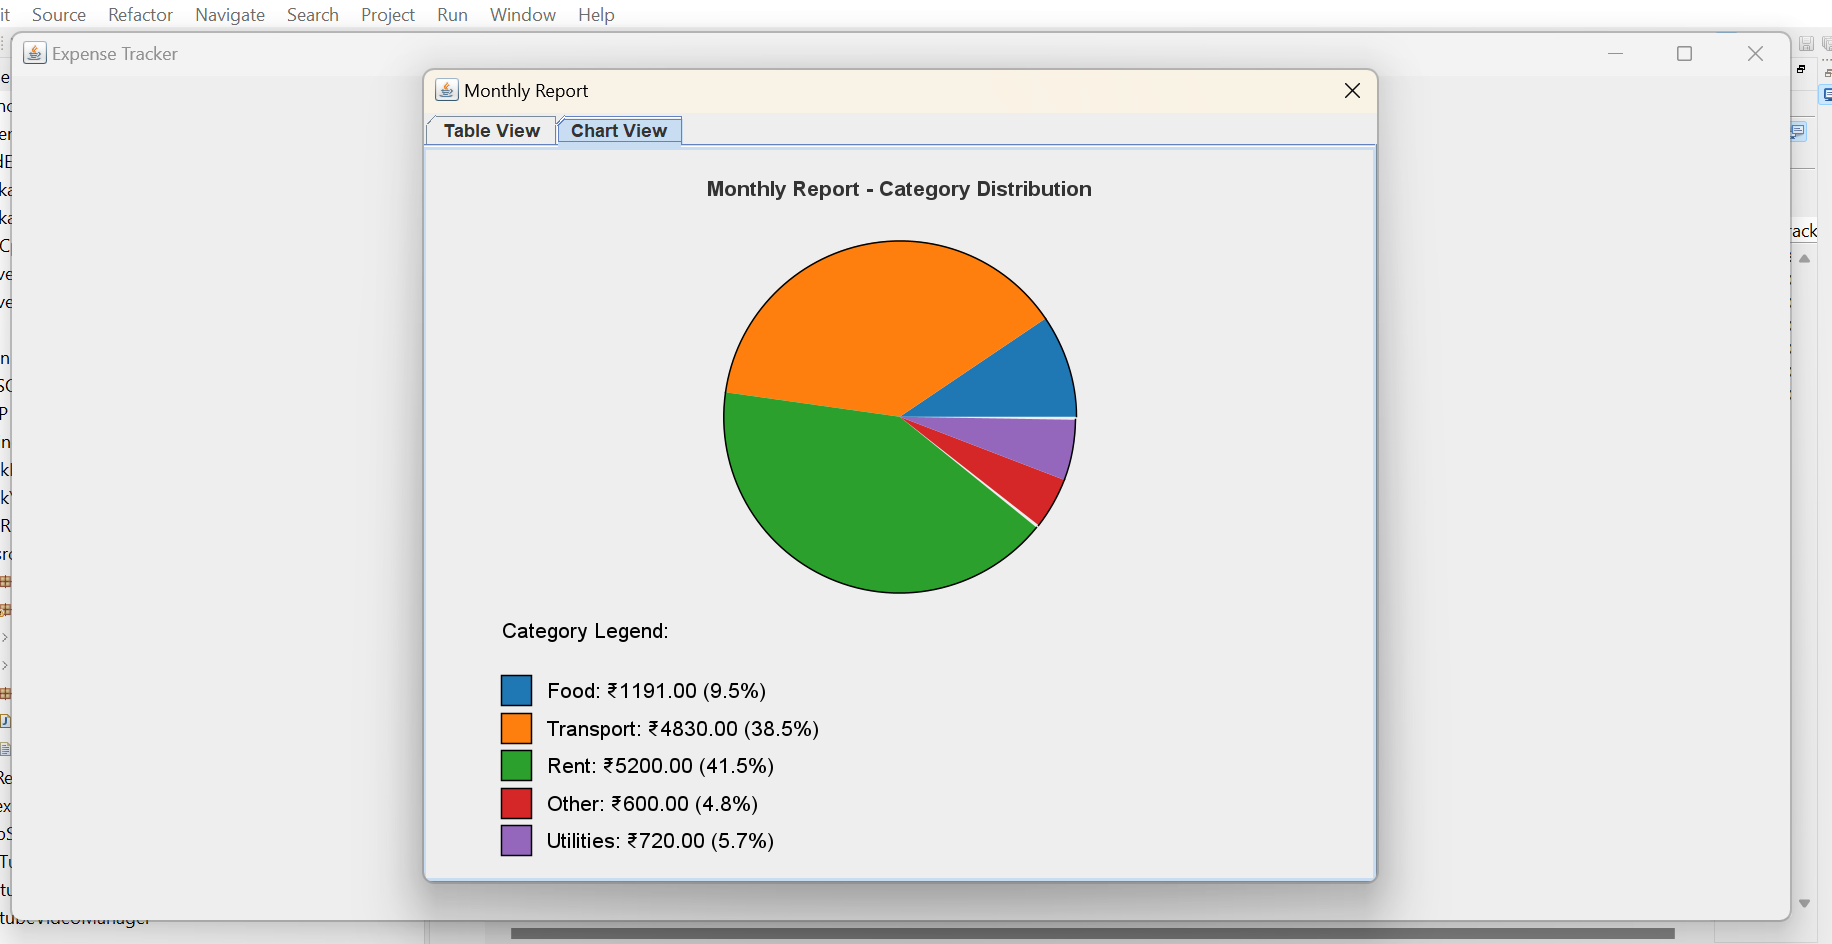 Source Refactor Navigate Search Project Run Window Help
Expense Tracker
Monthly Report
Table View Chart View
Monthly Report - Category Distribution
Category Legend:
Food: ₹1191.00 (9.5%)
Transport: ₹4830.00 (38.5%)
Rent: ₹5200.00 (41.5%)
Other: ₹600.00 (4.8%)
Utilities: ₹720.00 (5.7%)